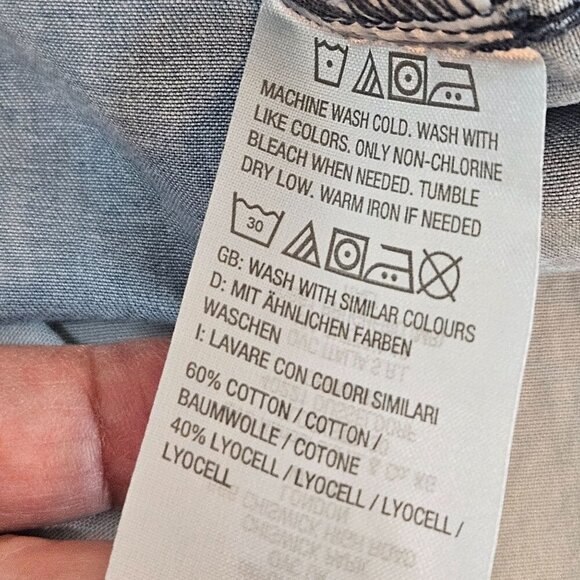 MACHINE WASH COLD. WASH WITH
LIKE COLORS. ONLY NON-CHLORINE
BLEACH WHEN NEEDED. TUMBLE
DRY LOW. WARM IRON IF NEEDED
30
GB: WASH WITH SIMILAR COLOURS
D: MIT ÄHNLICHEN FARBEN
WASCHEN
I: LAVARE CON COLORI SIMILARI
60% COTTON / COTTON /
BAUMWOLLE / COTONE
40% LYOCELL / LYOCELL / LYOCELL /
LYOCELL